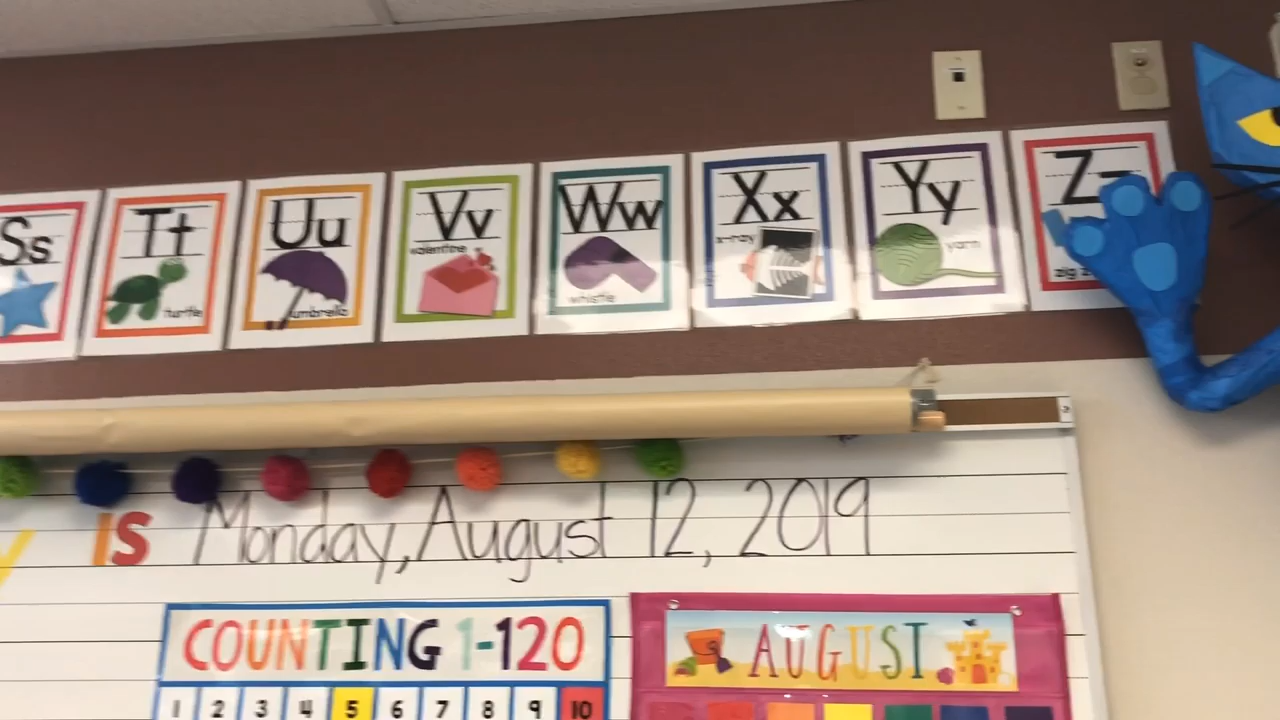 Ss
Tt
turtle
Uu
umbrella
Vv
valentine
Ww
whistle
Xx
x-ray
Yy
yarn
Z
zig
is Monday, August 12, 2019
COUNTING 1-120
1 2 3 4 5 6 7 8 9 10
AUGUST